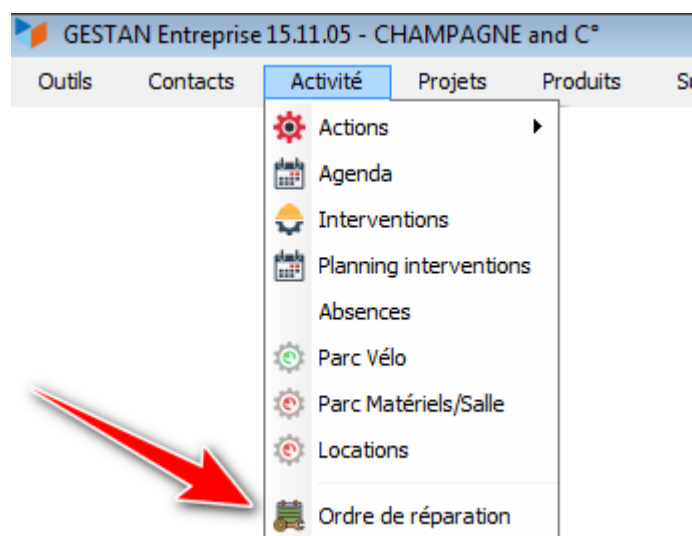 GESTAN Entreprise 15.11.05 - CHAMPAGNE and C°
Outils Contacts Activité Projets Produits
Actions
Agenda
Interventions
Planning interventions
Absences
Parc Vélo
Parc Matériels/Salle
Locations
Ordre de réparation